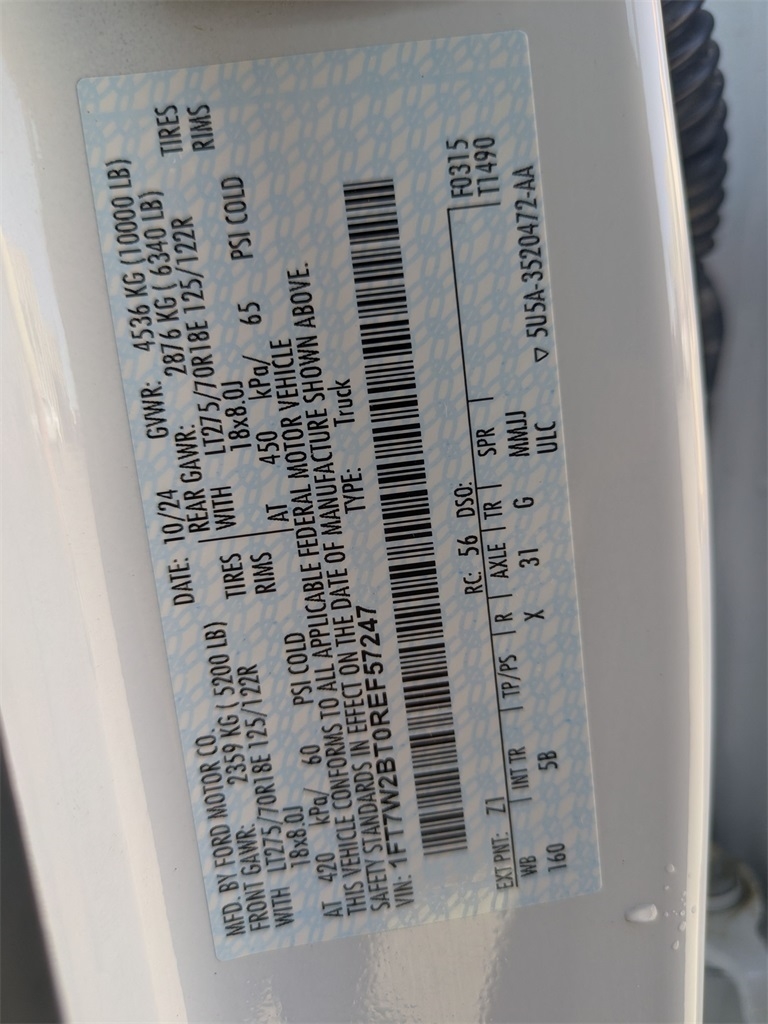 MFD. BY FORD MOTOR CO.
DATE: 10/24 GVWR: 4536 KG (10000 LB)
FRONT GAWR: 2359 KG ( 5200 LB)
REAR GAWR: 2876 KG ( 6340 LB)
WITH LT275/70R18E 125/122R TIRES
WITH LT275/70R18E 125/122R TIRES
18x8.0J RIMS
18x8.0J RIMS
AT 420 kPa/ 60 PSI COLD
AT 450 kPa/ 65 PSI COLD
THIS VEHICLE CONFORMS TO ALL APPLICABLE FEDERAL MOTOR VEHICLE
SAFETY STANDARDS IN EFFECT ON THE DATE OF MANUFACTURE SHOWN ABOVE.
VIN: 1FT7W2BT0REF57247 TYPE: Truck
F0315
T1490
EXT PNT: Z1 RC: 56 DSO:
WB INT TR TP/PS R AXLE TR SPR
160 5B X 31 G MMJJ
ULC
▽ 5U5A-3520472-AA